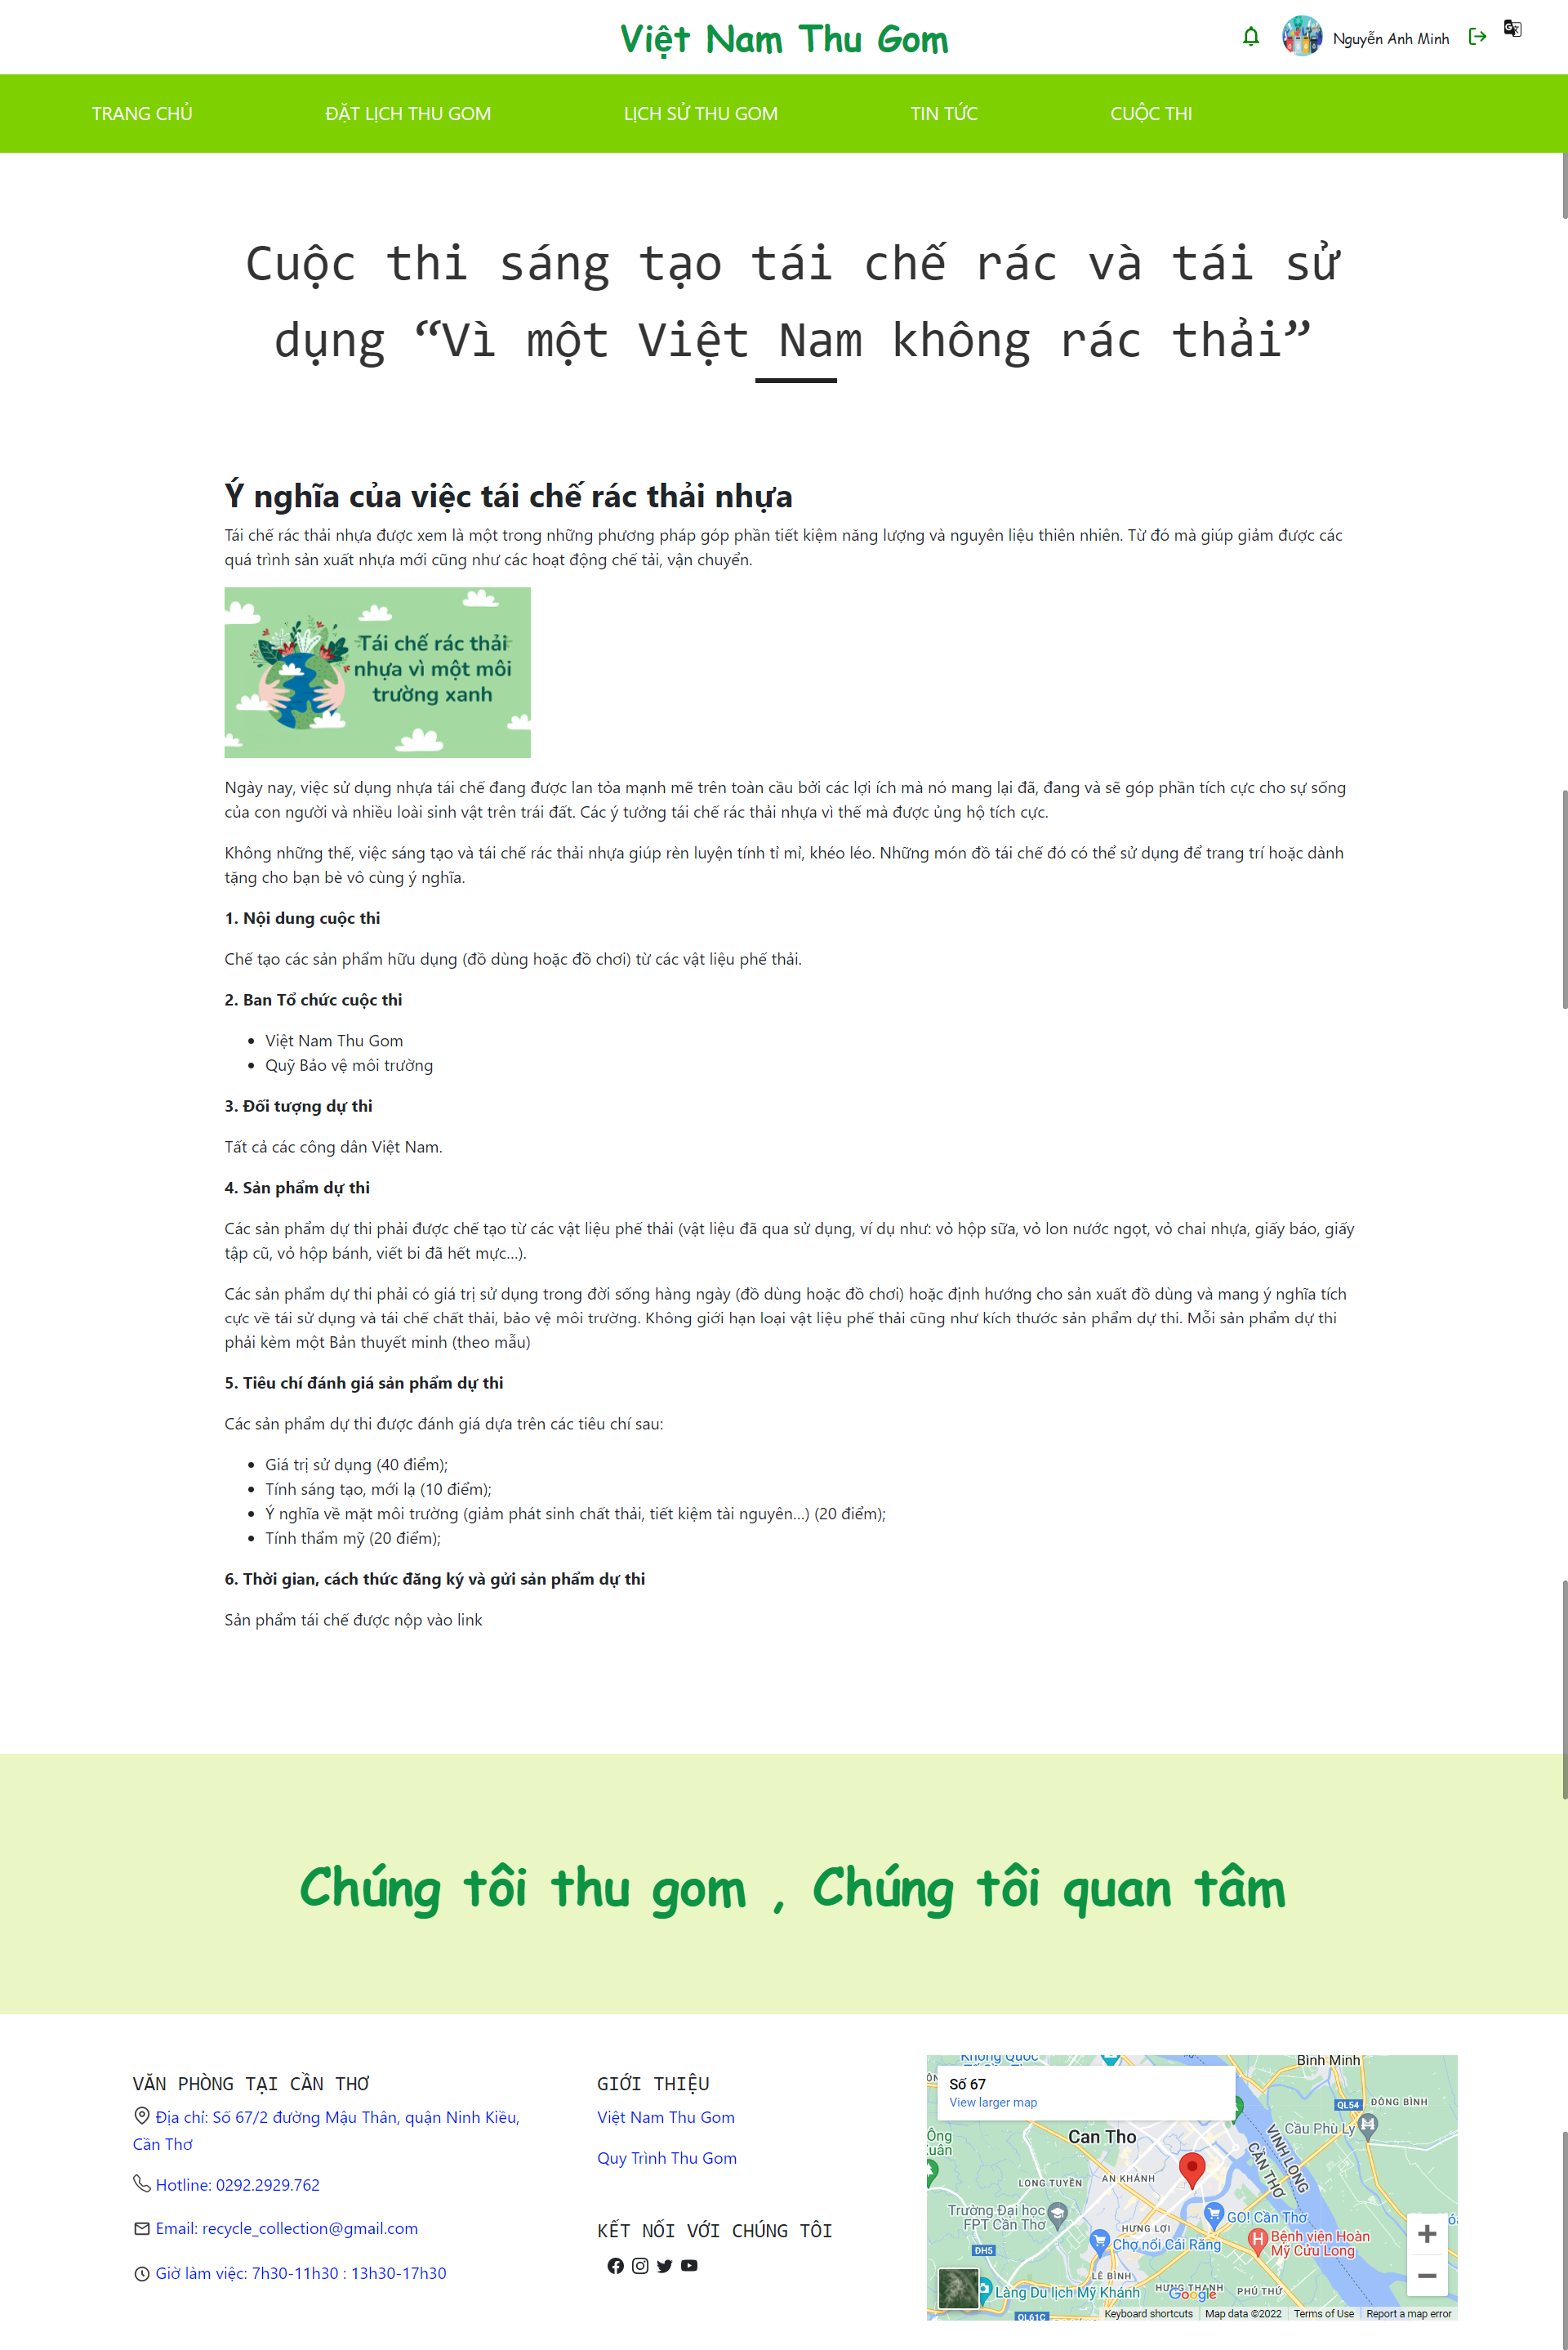 Việt Nam Thu Gom
Nguyễn Anh Minh
TRANG CHỦ
ĐẶT LỊCH THU GOM
LỊCH SỬ THU GOM
TIN TỨC
CUỘC THI
Cuộc thi sáng tạo tái chế rác và tái sử
dụng “Vì một Việt Nam không rác thải”
Ý nghĩa của việc tái chế rác thải nhựa
Tái chế rác thải nhựa được xem là một trong những phương pháp góp phần tiết kiệm năng lượng và nguyên liệu thiên nhiên. Từ đó mà giúp giảm được các
quá trình sản xuất nhựa mới cũng như các hoạt động chế tải, vận chuyển.
Tái chế rác thải
nhựa vì một môi
trường xanh
Ngày nay, việc sử dụng nhựa tái chế đang được lan tỏa mạnh mẽ trên toàn cầu bởi các lợi ích mà nó mang lại đã, đang và sẽ góp phần tích cực cho sự sống
của con người và nhiều loài sinh vật trên trái đất. Các ý tưởng tái chế rác thải nhựa vì thế mà được ủng hộ tích cực.
Không những thế, việc sáng tạo và tái chế rác thải nhựa giúp rèn luyện tính tỉ mỉ, khéo léo. Những món đồ tái chế đó có thể sử dụng để trang trí hoặc dành
tặng cho bạn bè vô cùng ý nghĩa.
1. Nội dung cuộc thi
Chế tạo các sản phẩm hữu dụng (đồ dùng hoặc đồ chơi) từ các vật liệu phế thải.
2. Ban Tổ chức cuộc thi
• Việt Nam Thu Gom
• Quỹ Bảo vệ môi trường
3. Đối tượng dự thi
Tất cả các công dân Việt Nam.
4. Sản phẩm dự thi
Các sản phẩm dự thi phải được chế tạo từ các vật liệu phế thải (vật liệu đã qua sử dụng, ví dụ như: vỏ hộp sữa, vỏ lon nước ngọt, vỏ chai nhựa, giấy báo, giấy
tập cũ, vỏ hộp bánh, viết bi đã hết mực…).
Các sản phẩm dự thi phải có giá trị sử dụng trong đời sống hàng ngày (đồ dùng hoặc đồ chơi) hoặc định hướng cho sản xuất đồ dùng và mang ý nghĩa tích
cực về tái sử dụng và tái chế chất thải, bảo vệ môi trường. Không giới hạn loại vật liệu phế thải cũng như kích thước sản phẩm dự thi. Mỗi sản phẩm dự thi
phải kèm một Bản thuyết minh (theo mẫu)
5. Tiêu chí đánh giá sản phẩm dự thi
Các sản phẩm dự thi được đánh giá dựa trên các tiêu chí sau:
• Giá trị sử dụng (40 điểm);
• Tính sáng tạo, mới lạ (10 điểm);
• Ý nghĩa về mặt môi trường (giảm phát sinh chất thải, tiết kiệm tài nguyên…) (20 điểm);
• Tính thẩm mỹ (20 điểm);
6. Thời gian, cách thức đăng ký và gửi sản phẩm dự thi
Sản phẩm tái chế được nộp vào link
Chúng tôi thu gom , Chúng tôi quan tâm
VĂN PHÒNG TẠI CẦN THƠ
Địa chỉ: Số 67/2 đường Mậu Thân, quận Ninh Kiều,
Cần Thơ
Hotline: 0292.2929.762
Email: recycle_collection@gmail.com
Giờ làm việc: 7h30-11h30 : 13h30-17h30
GIỚI THIỆU
Việt Nam Thu Gom
Quy Trình Thu Gom
KẾT NỐI VỚI CHÚNG TÔI
Bình Minh
Số 67
View larger map
QL54
ĐÔNG BÌNH
Cầu Phù Ly
Can Tho
VINH LONG
CẦN THƠ
AN KHÁNH
LONG TUYỀN
Trường Đại học
FPT Cần Thơ
HƯNG LỢI
GO! Cần Thơ
Bệnh viện Hoàn
Mỹ Cửu Long
Chợ nổi Cái Răng
ĐH5
LÊ BÌNH
Làng Du lịch Mỹ Khánh
HƯNG THẠNH
PHÚ THỨ
Google
QL61C
Keyboard shortcuts
Map data ©2022
Terms of Use
Report a map error